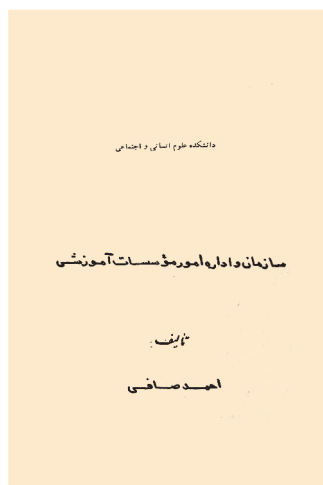 دانشکده علوم انسانی و اجتماعی
سازمان و اداره امور مؤسسات آموزشی
تألیف:
احمد صافی